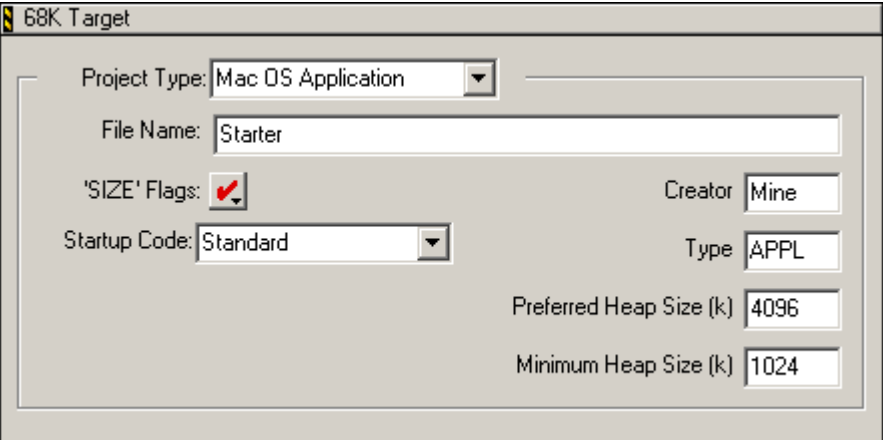 68K Target
Project Type: Mac OS Application
File Name: Starter
'SIZE' Flags:
Creator Mine
Startup Code: Standard
Type APPL
Preferred Heap Size (k) 4096
Minimum Heap Size (k) 1024